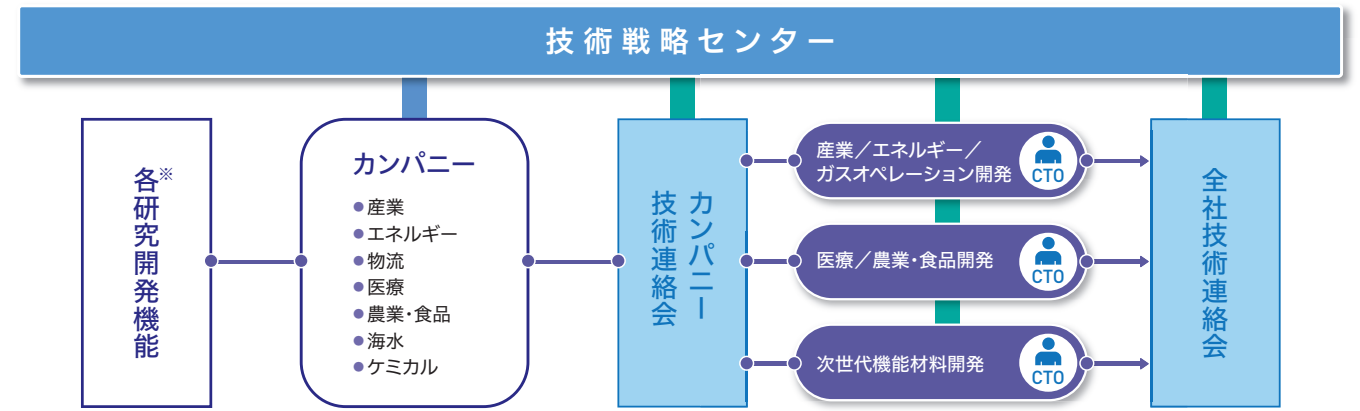 技術戦略センター
各※研究開発機能
カンパニー
●産業
●エネルギー
●物流
●医療
●農業・食品
●海水
●ケミカル
カンパニー
技術連絡会
産業／エネルギー／
ガスオペレーション開発
CTO
医療／農業・食品開発
CTO
次世代機能材料開発
CTO
全社技術連絡会